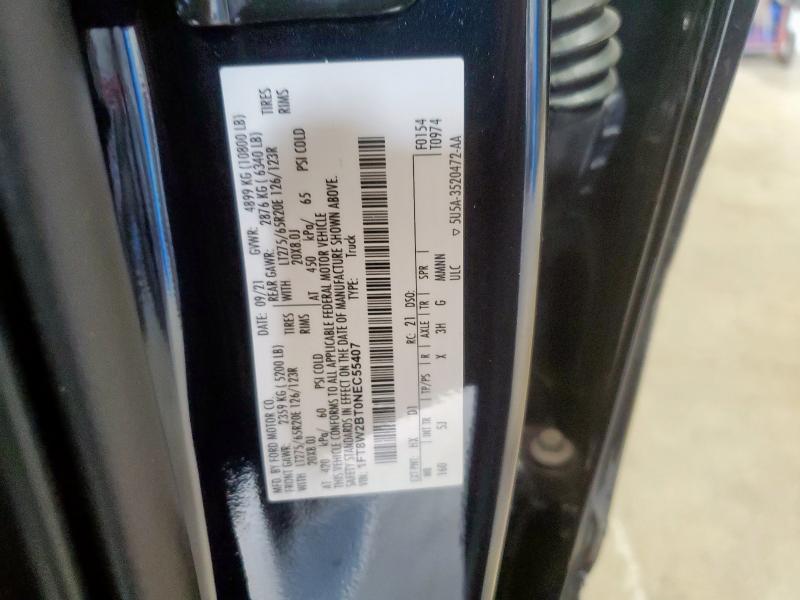 MFD. BY FORD MOTOR CO.
DATE: 09/21 GVWR: 4899 KG (10800 LB)
FRONT GAWR: 2359 KG (5200 LB) REAR GAWR: 2876 KG (6340 LB)
WITH LT275/65R20E 126/123R TIRES WITH LT275/65R20E 126/123R TIRES
20X8.0J RIMS 20X8.0J RIMS
AT 420 kPa/ 60 PSI COLD AT 450 kPa/ 65 PSI COLD
THIS VEHICLE CONFORMS TO ALL APPLICABLE FEDERAL MOTOR VEHICLE
SAFETY STANDARDS IN EFFECT ON THE DATE OF MANUFACTURE SHOWN ABOVE.
VIN: 1FT8W2BT0NEC55407 TYPE: Truck
EXT PNT: HX D1 RC: 21 DSO: F0154
WB INT TR TP/PS R AXLE TR SPR T0974
160 SJ X 3H G MMNNN
ULC ▽ 5U5A-3520472-AA